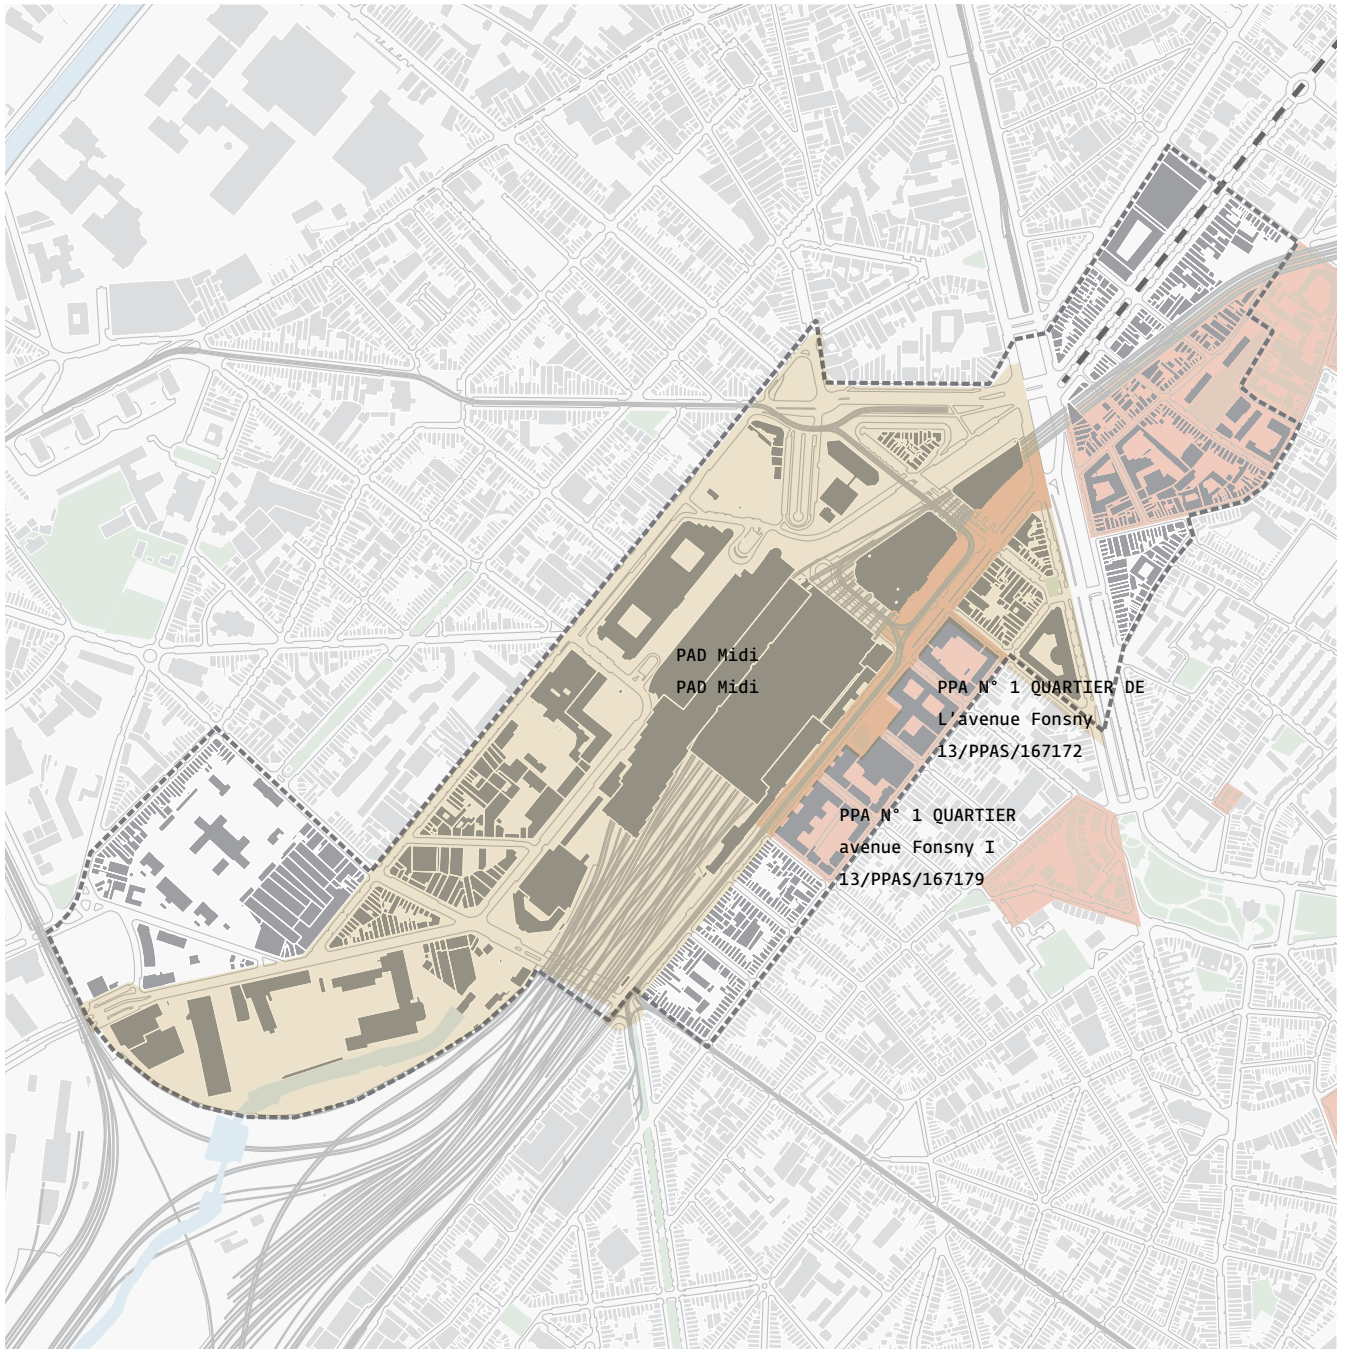 PAD Midi
PAD Midi
PPA N° 1 QUARTIER DE
L'avenue Fonsny
13/PPAS/167172
PPA N° 1 QUARTIER
avenue Fonsny I
13/PPAS/167179